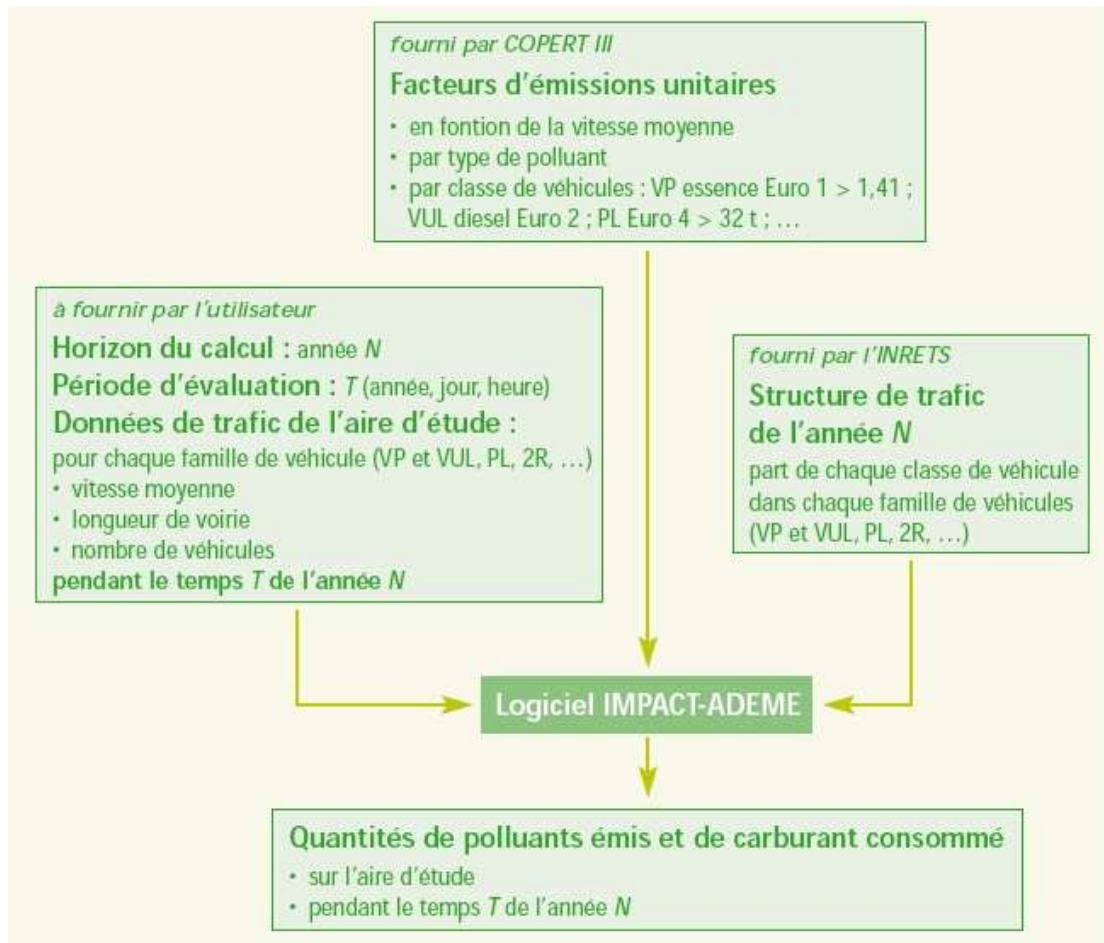 fourni par COPERT III
Facteurs d'émissions unitaires
• en fontion de la vitesse moyenne
• par type de polluant
• par classe de véhicules : VP essence Euro 1 > 1,41 ;
VUL diesel Euro 2 ; PL Euro 4 > 32 t ; …
à fournir par l'utilisateur
Horizon du calcul : année N
Période d'évaluation : T (année, jour, heure)
Données de trafic de l'aire d'étude :
pour chaque famille de véhicule (VP et VUL, PL, 2R, …)
• vitesse moyenne
• longueur de voirie
• nombre de véhicules
pendant le temps T de l'année N
fourni par l'INRETS
Structure de trafic
de l'année N
part de chaque classe de véhicule
dans chaque famille de véhicules
(VP et VUL, PL, 2R, …)
Logiciel IMPACT-ADEME
Quantités de polluants émis et de carburant consommé
• sur l'aire d'étude
• pendant le temps T de l'année N